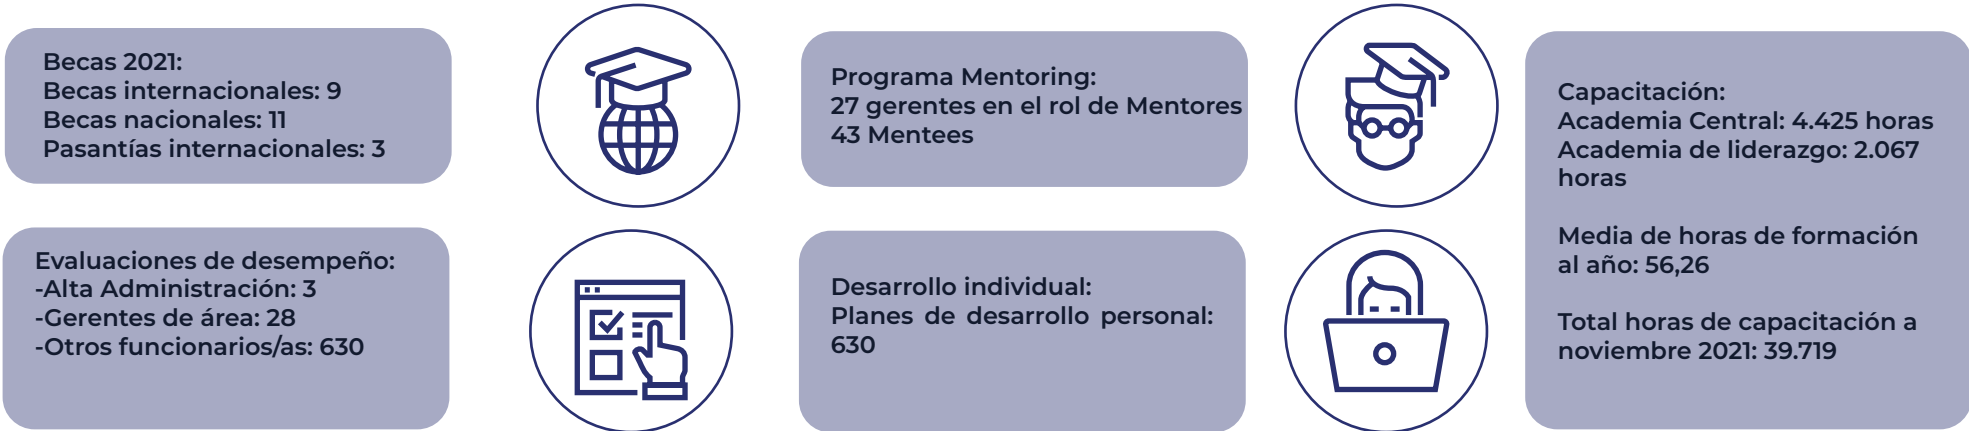 Becas 2021:
Becas internacionales: 9
Becas nacionales: 11
Pasantías internacionales: 3
Programa Mentoring:
27 gerentes en el rol de Mentores
43 Mentees
Capacitación:
Academia Central: 4.425 horas
Academia de liderazgo: 2.067
horas
Media de horas de formación
al año: 56,26
Total horas de capacitación a
noviembre 2021: 39.719
Evaluaciones de desempeño:
-Alta Administración: 3
-Gerentes de área: 28
-Otros funcionarios/as: 630
Desarrollo individual:
Planes de desarrollo personal:
630